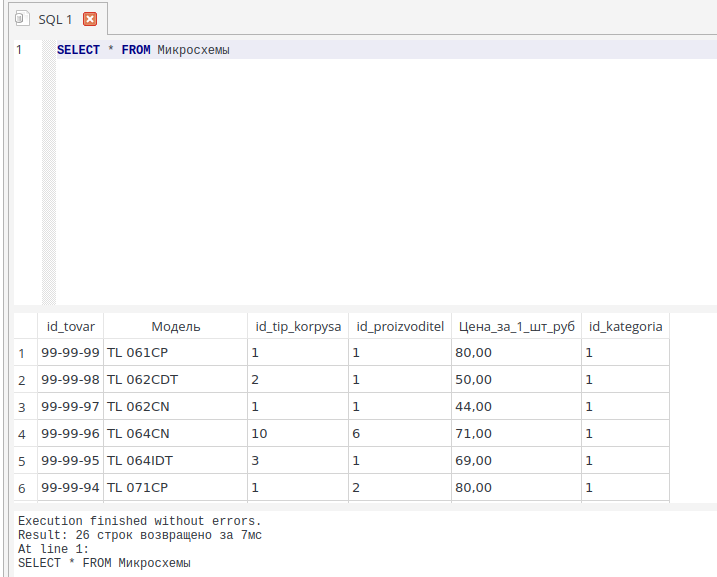 SQL 1
1 SELECT * FROM Микросхемы
id_tovar Модель id_tip_korpysa id_proizvoditel Цена_за_1_шт_руб id_kategoria
1 99-99-99 TL 061CP 1 1 80,00 1
2 99-99-98 TL 062CDT 2 1 50,00 1
3 99-99-97 TL 062CN 1 1 44,00 1
4 99-99-96 TL 064CN 10 6 71,00 1
5 99-99-95 TL 064IDT 3 1 69,00 1
6 99-99-94 TL 071CP 1 2 80,00 1
Execution finished without errors.
Result: 26 строк возвращено за 7мс
At line 1:
SELECT * FROM Микросхемы